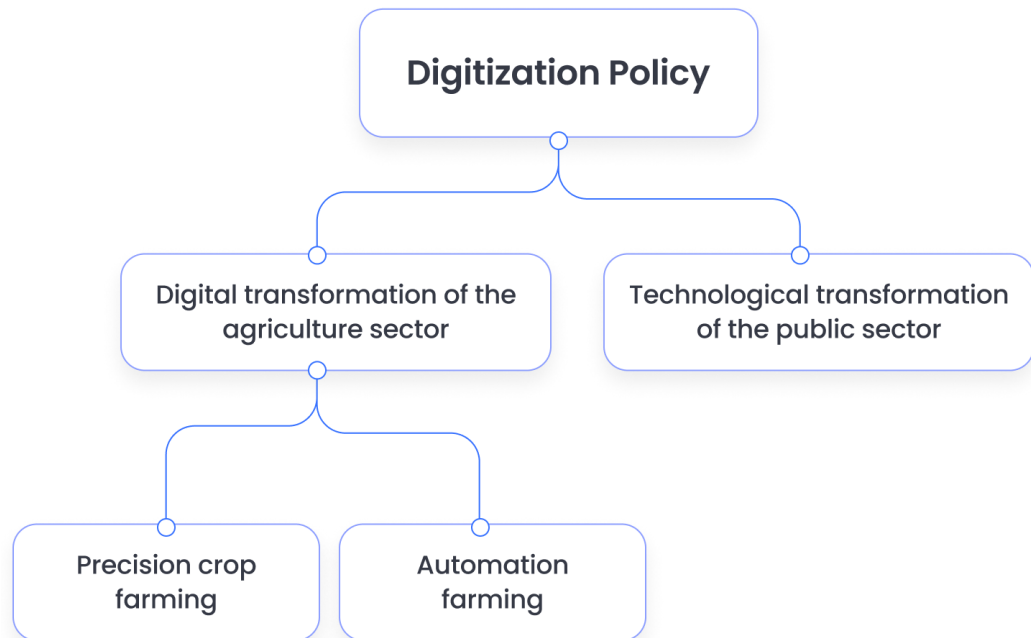 Digitization Policy
Digital transformation of the
agriculture sector
Technological transformation
of the public sector
Precision crop
farming
Automation
farming